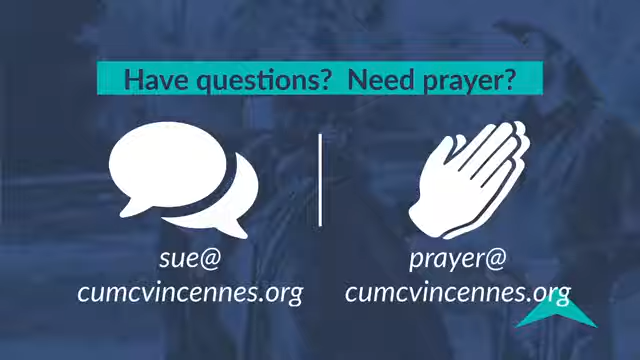 Have questions?  Need prayer?
sue@
cumcvincennes.org
prayer@
cumcvincennes.org